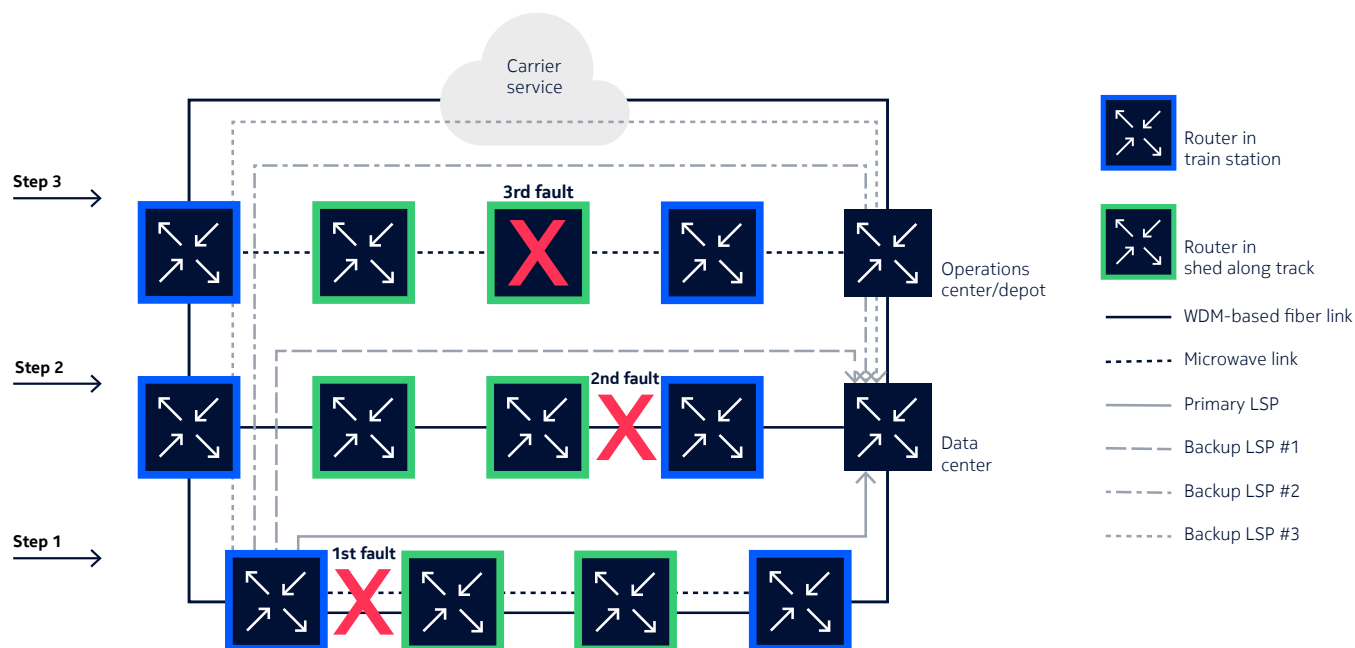 Carrier
service
Step 3
3rd fault
Operations
center/depot
Step 2
2nd fault
Data
center
Step 1
1st fault
Router in
train station
Router in
shed along track
WDM-based fiber link
Microwave link
Primary LSP
Backup LSP #1
Backup LSP #2
Backup LSP #3